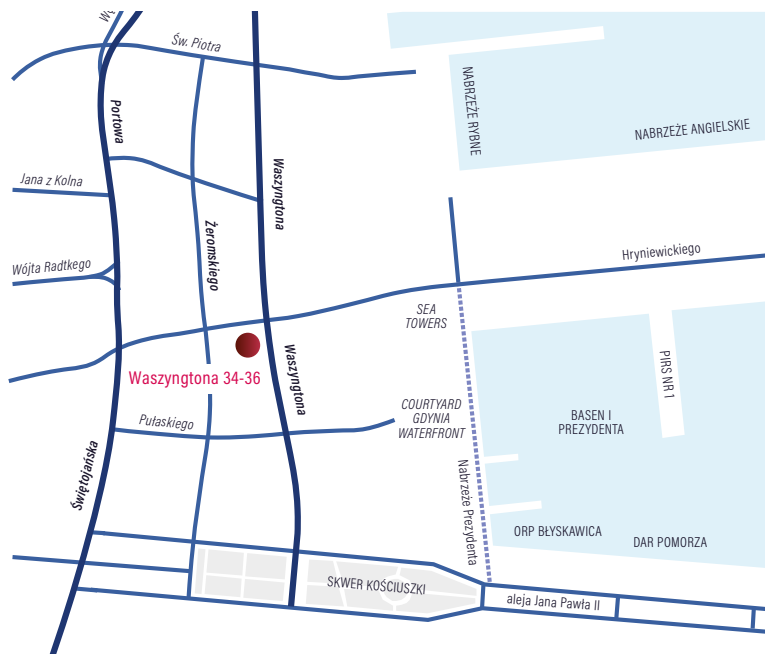 Św. Piotra
Portowa
NABRZEŻE RYBNE
NABRZEŻE ANGIELSKIE
Jana z Kolna
Waszyngtona
Żeromskiego
Wójta Radtkego
Hryniewickiego
SEA
TOWERS
Waszyngtona 34-36
Waszyngtona
PIRS NR 1
COURTYARD
GDYNIA
WATERFRONT
BASEN I
PREZYDENTA
Pułaskiego
Świętojańska
Nabrzeże Prezydenta
ORP BŁYSKAWICA
DAR POMORZA
SKWER KOŚCIUSZKI
aleja Jana Pawła II